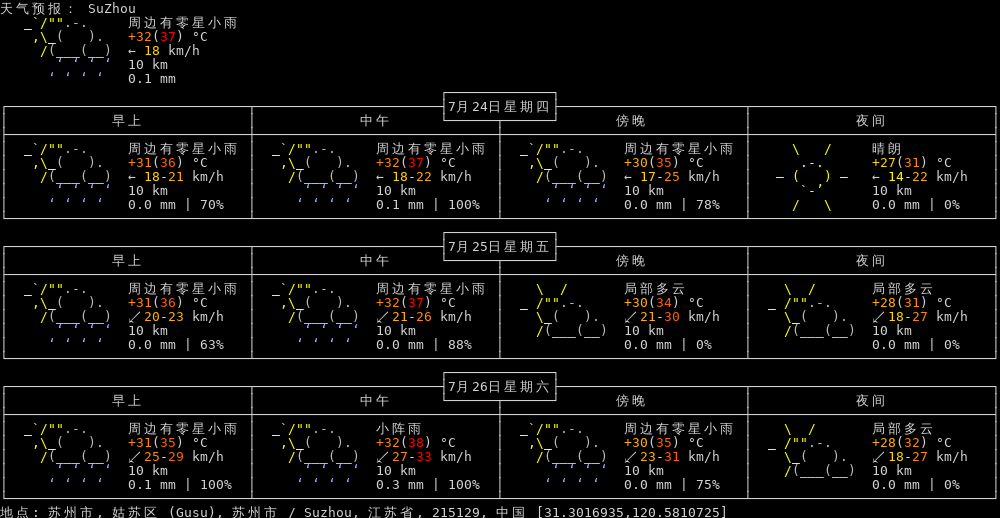 天气预报： SuZhou
周边有零星小雨
+32(37) °C
← 18 km/h
10 km
0.1 mm
7月24日星期四
早上 中午 傍晚 夜间
周边有零星小雨 周边有零星小雨 周边有零星小雨 晴朗
+31(36) °C +32(37) °C +30(35) °C +27(31) °C
← 18-21 km/h ← 18-22 km/h ← 17-25 km/h ← 14-22 km/h
10 km 10 km 10 km 10 km
0.0 mm | 70% 0.1 mm | 100% 0.0 mm | 78% 0.0 mm | 0%
7月25日星期五
早上 中午 傍晚 夜间
周边有零星小雨 周边有零星小雨 局部多云 局部多云
+31(36) °C +32(37) °C +30(34) °C +28(31) °C
↙ 20-23 km/h ↙ 21-26 km/h ↙ 21-30 km/h ↙ 18-27 km/h
10 km 10 km 10 km 10 km
0.0 mm | 63% 0.0 mm | 88% 0.0 mm | 0% 0.0 mm | 0%
7月26日星期六
早上 中午 傍晚 夜间
周边有零星小雨 小阵雨 周边有零星小雨 局部多云
+31(35) °C +32(38) °C +30(35) °C +28(32) °C
↙ 25-29 km/h ↙ 27-33 km/h ↙ 23-31 km/h ↙ 18-27 km/h
10 km 10 km 10 km 10 km
0.1 mm | 100% 0.3 mm | 100% 0.0 mm | 75% 0.0 mm | 0%
地点: 苏州市, 姑苏区 (Gusu), 苏州市 / Suzhou, 江苏省, 215129, 中国 [31.3016935,120.5810725]